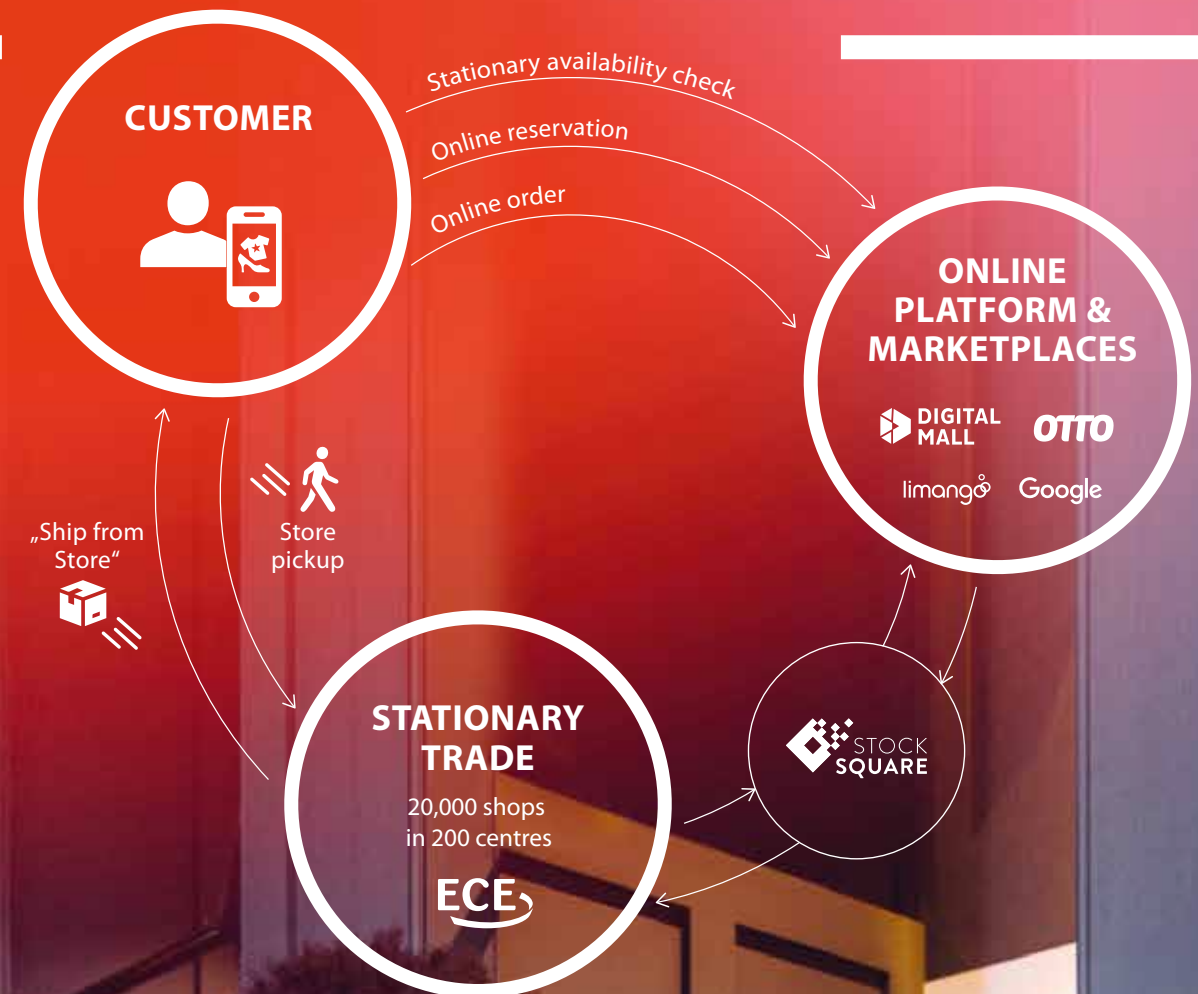 CUSTOMER
Stationary availability check
Online reservation
Online order
ONLINE
PLATFORM &
MARKETPLACES
DIGITAL
MALL
OTTO
limango
Google
„Ship from
Store“
Store
pickup
STATIONARY
TRADE
20,000 shops
in 200 centres
ECE
STOCK
SQUARE